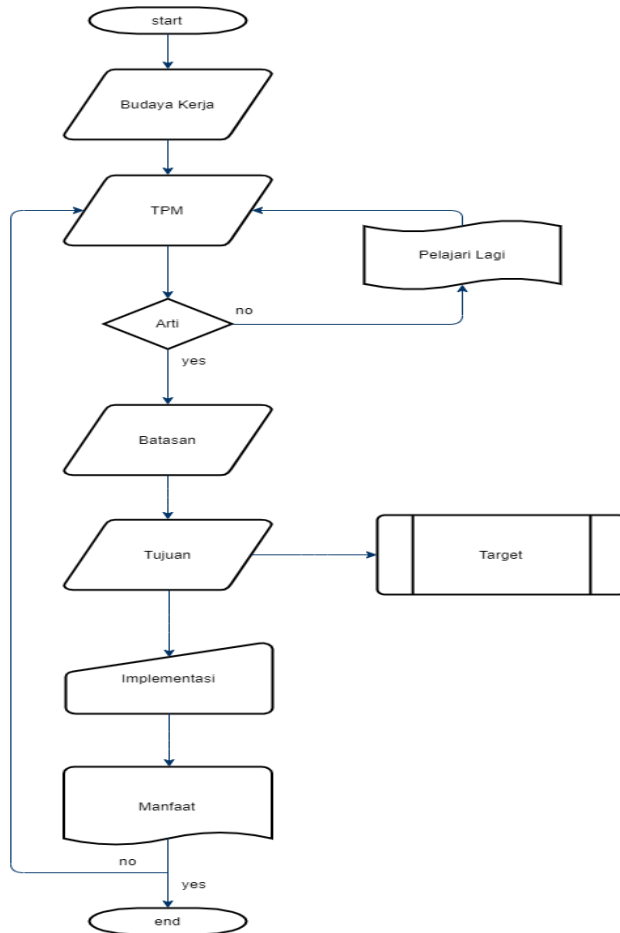 start
Budaya Kerja
TPM
Pelajari Lagi
Arti
no
yes
Batasan
Tujuan
Target
Implementasi
Manfaat
no
yes
end